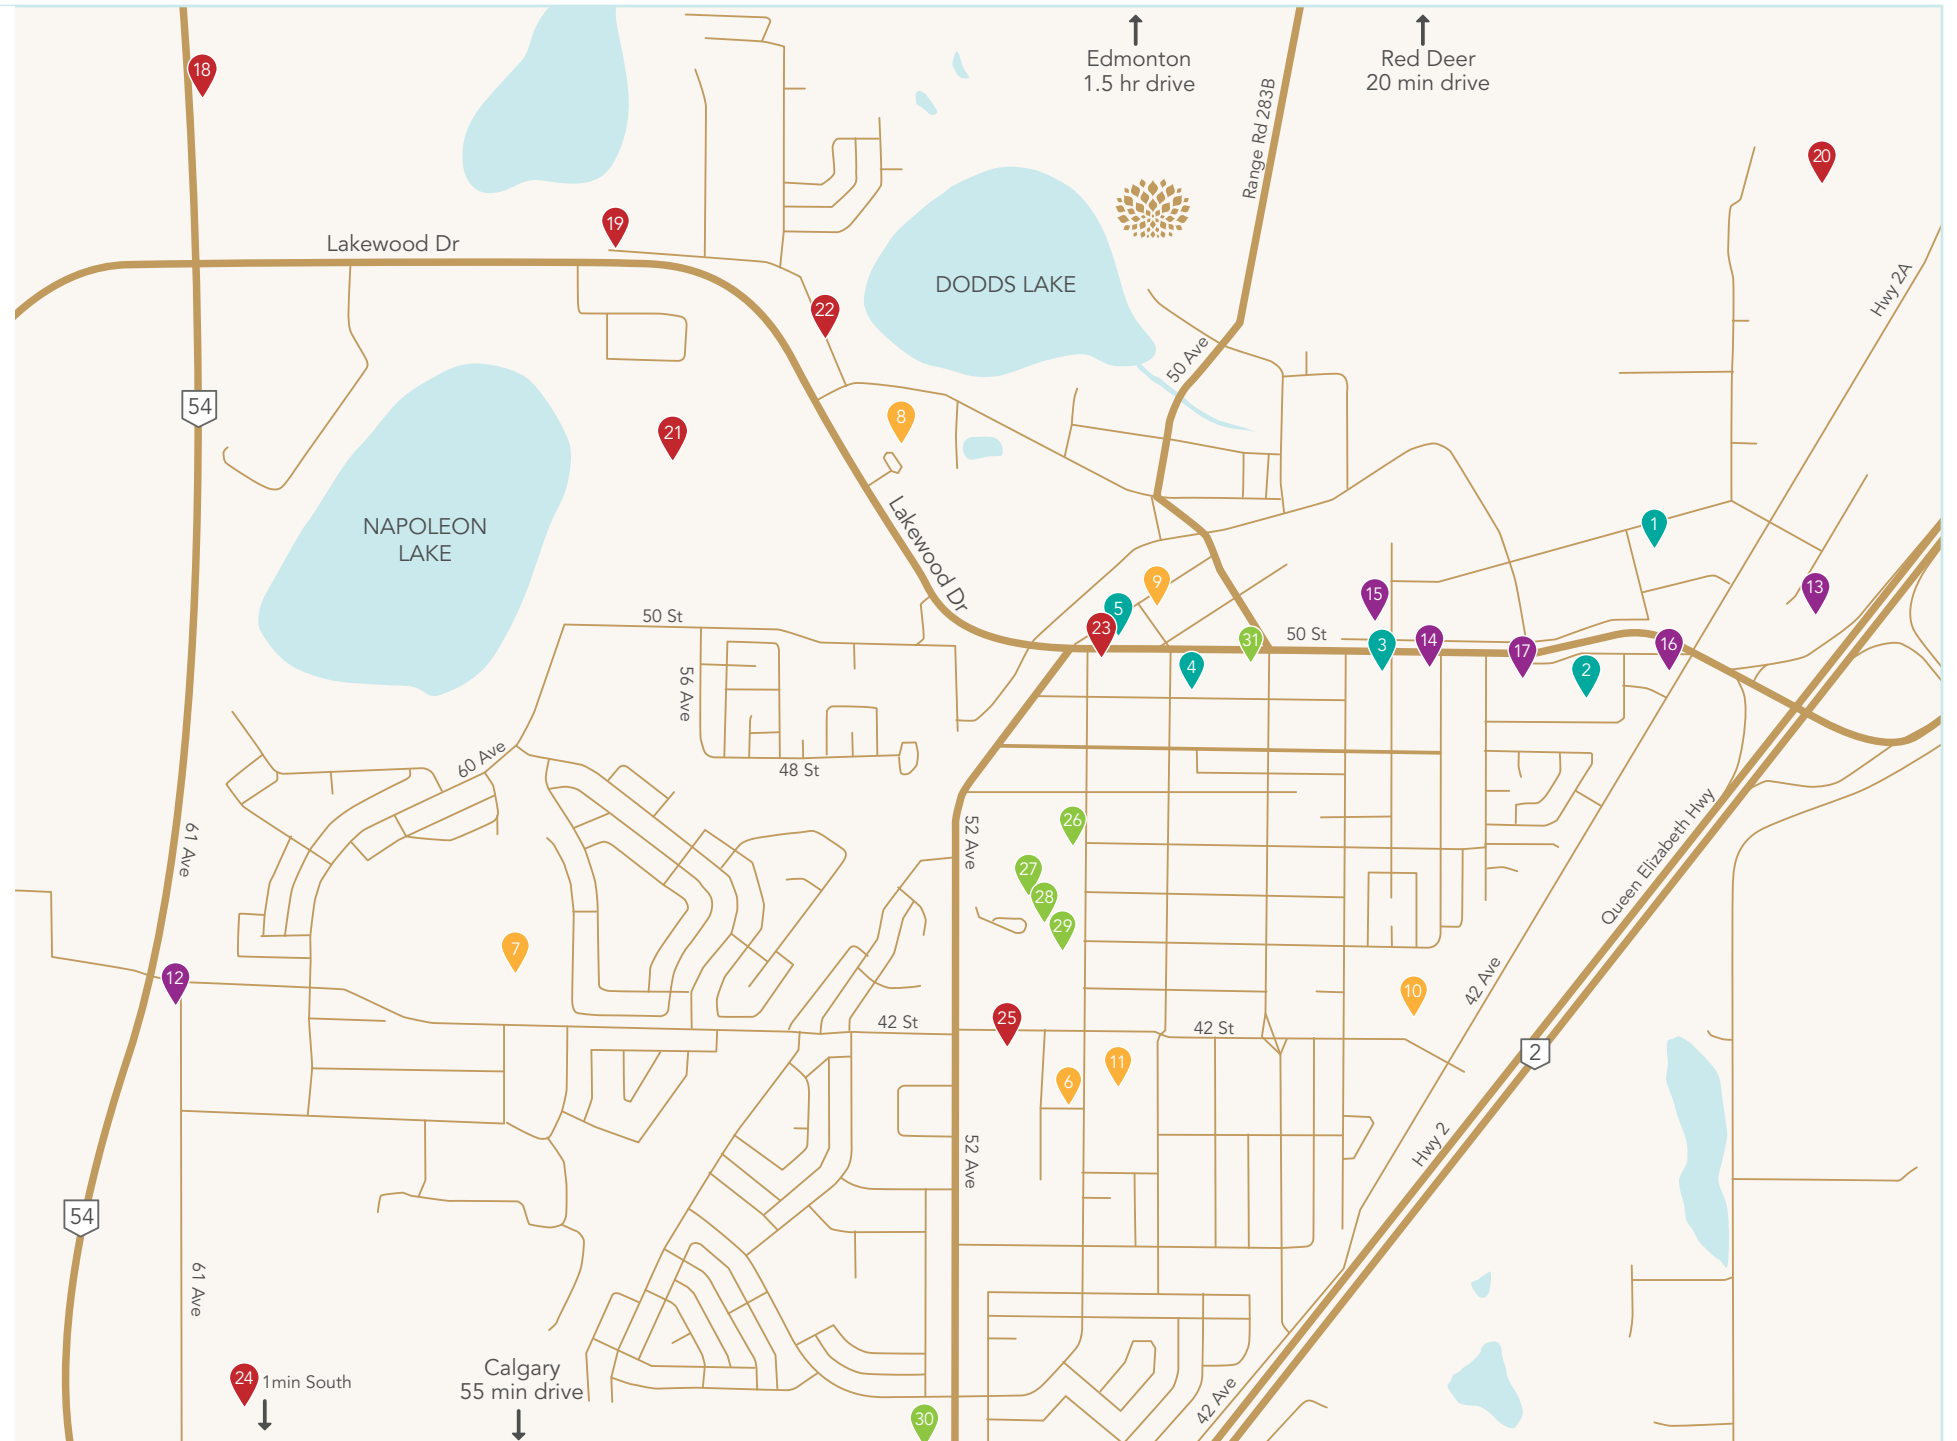 Edmonton
1.5 hr drive
Red Deer
20 min drive
18
Range Rd 283B
20
19
Lakewood Dr
DODDS LAKE
Hwy 2A
22
50 Ave
54
8
21
NAPOLEON
LAKE
Lakewood Dr
1
9
15
13
5
23
50 St
31
50 St
3
14
17
16
4
2
56 Ave
60 Ave
48 St
61 Ave
52 Ave
26
Queen Elizabeth Hwy
27
28
29
7
12
42 Ave
10
25
42 St
42 St
2
11
6
52 Ave
Hwy 2
54
61 Ave
24
1min South
Calgary
55 min drive
42 Ave
30